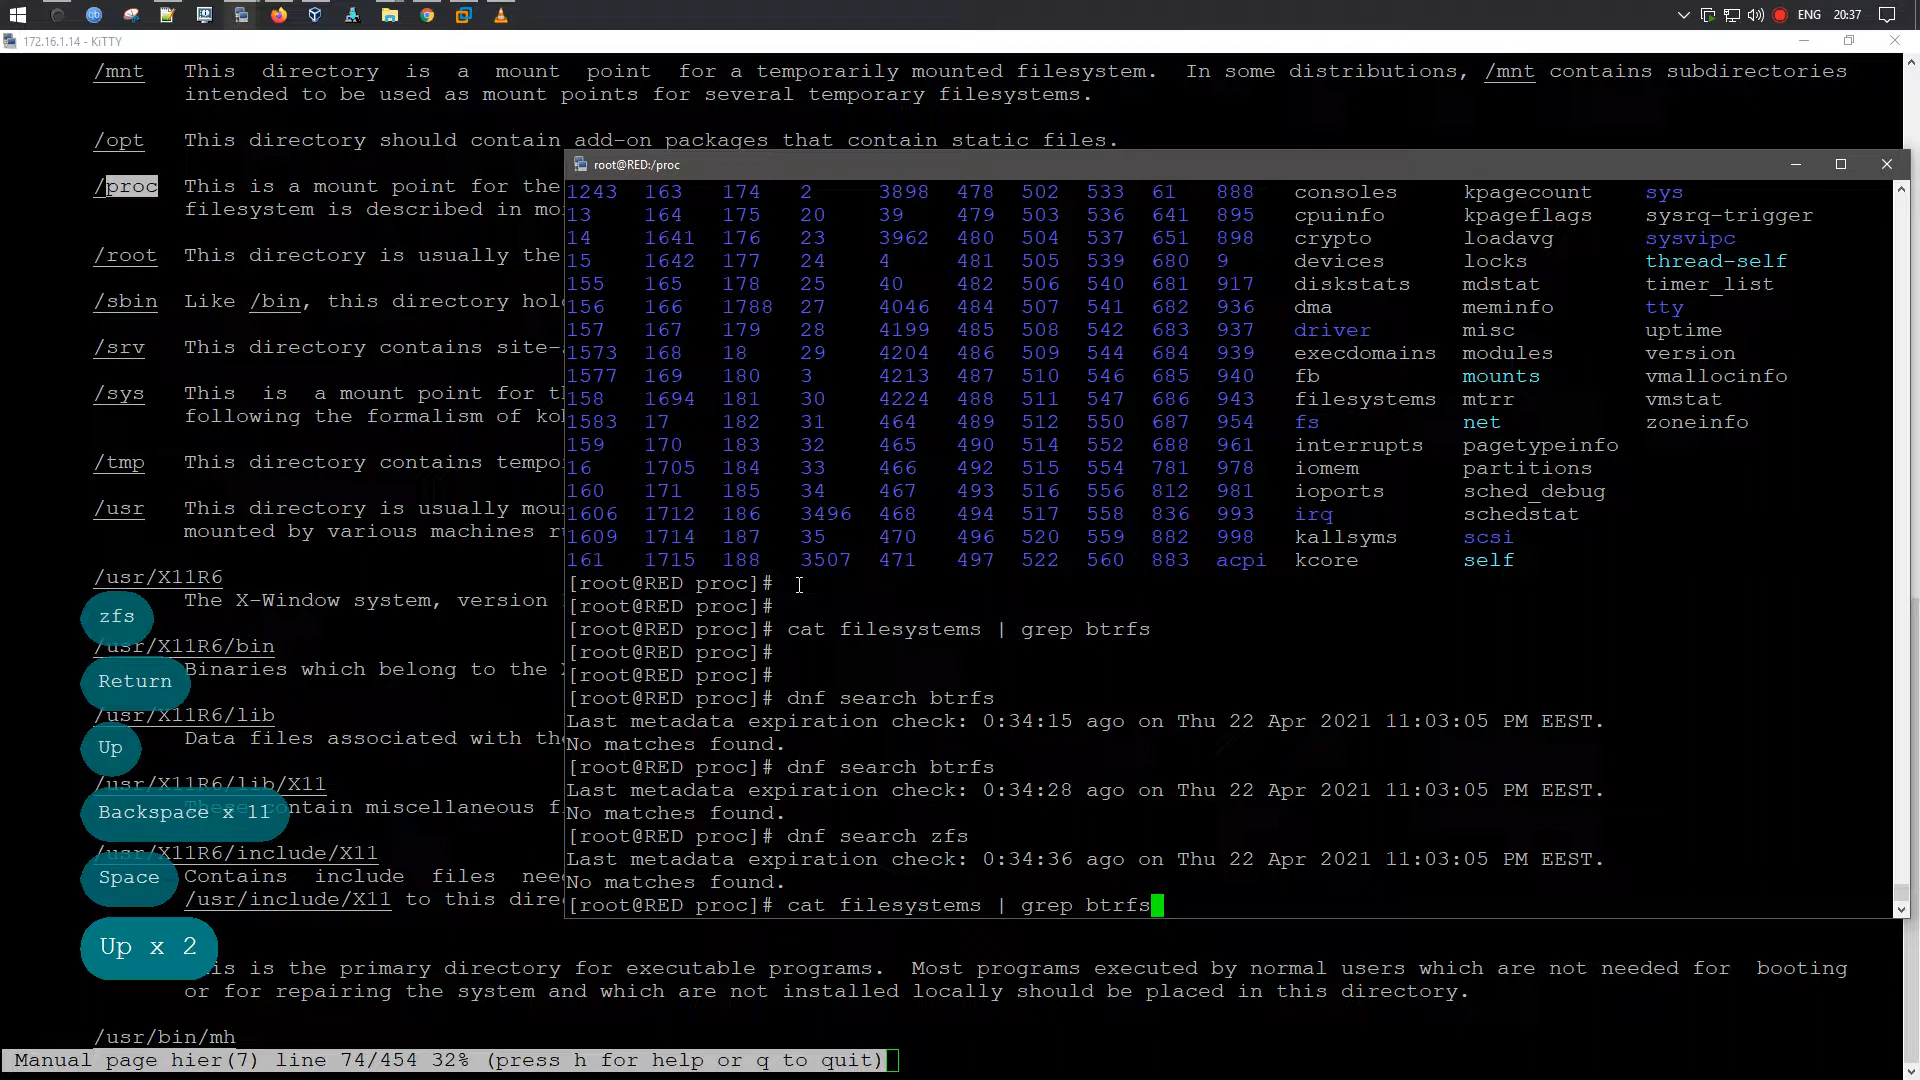 ENG 20:37
172.16.1.14 - KiTTY
/mnt This directory is a mount point for a temporarily mounted filesystem. In some distributions, /mnt contains subdirectories
intended to be used as mount points for several temporary filesystems.
/opt This directory should contain add-on packages that contain static files.
/proc This is a mount point for the
filesystem is described in mo
/root This directory is usually the
/sbin Like /bin, this directory hol
/srv This directory contains site-
/sys This is a mount point for t
following the formalism of ko
/tmp This directory contains tempo
/usr This directory is usually mou
mounted by various machines r
/usr/X11R6
The X-Window system, version
/usr/X11R6/bin
Binaries which belong to the
/usr/X11R6/lib
Data files associated with the
/usr/X11R6/lib/X11
These contain miscellaneous f
/usr/X11R6/include/X11
Contains include files nee
/usr/include/X11 to this dire
is is the primary directory for executable programs. Most programs executed by normal users which are not needed for booting
or for repairing the system and which are not installed locally should be placed in this directory.
/usr/bin/mh
Manual page hier(7) line 74/454 32% (press h for help or q to quit)
zfs
Return
Up
Backspace x 11
Space
Up x 2
root@RED:/proc
1243 163 174 2 3898 478 502 533 61 888 consoles kpagecount sys
13 164 175 20 39 479 503 536 641 895 cpuinfo kpageflags sysrq-trigger
14 1641 176 23 3962 480 504 537 651 898 crypto loadavg sysvipc
15 1642 177 24 4 481 505 539 680 9 devices locks thread-self
155 165 178 25 40 482 506 540 681 917 diskstats mdstat timer_list
156 166 1788 27 4046 484 507 541 682 936 dma meminfo tty
157 167 179 28 4199 485 508 542 683 937 driver misc uptime
1573 168 18 29 4204 486 509 544 684 939 execdomains modules version
1577 169 180 3 4213 487 510 546 685 940 fb mounts vmallocinfo
158 1694 181 30 4224 488 511 547 686 943 filesystems mtrr vmstat
1583 17 182 31 464 489 512 550 687 954 fs net zoneinfo
159 170 183 32 465 490 514 552 688 961 interrupts pagetypeinfo
16 1705 184 33 466 492 515 554 781 978 iomem partitions
160 171 185 34 467 493 516 556 812 981 ioports sched_debug
1606 1712 186 3496 468 494 517 558 836 993 irq schedstat
1609 1714 187 35 470 496 520 559 882 998 kallsyms scsi
161 1715 188 3507 471 497 522 560 883 acpi kcore self
[root@RED proc]#
[root@RED proc]#
[root@RED proc]# cat filesystems | grep btrfs
[root@RED proc]#
[root@RED proc]#
[root@RED proc]# dnf search btrfs
Last metadata expiration check: 0:34:15 ago on Thu 22 Apr 2021 11:03:05 PM EEST.
No matches found.
[root@RED proc]# dnf search btrfs
Last metadata expiration check: 0:34:28 ago on Thu 22 Apr 2021 11:03:05 PM EEST.
No matches found.
[root@RED proc]# dnf search zfs
Last metadata expiration check: 0:34:36 ago on Thu 22 Apr 2021 11:03:05 PM EEST.
No matches found.
[root@RED proc]# cat filesystems | grep btrfs